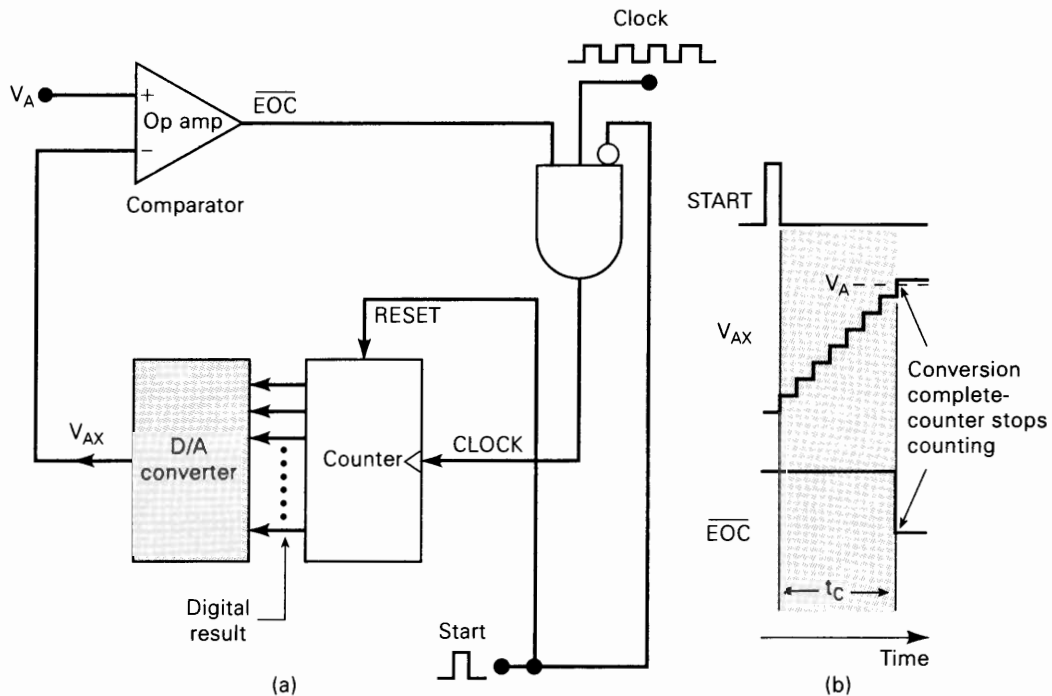 Clock
V_A
+
Op amp
−
EOC
Comparator
RESET
D/A
converter
V_AX
Counter
CLOCK
Digital
result
Start
(a)
START
V_A
V_AX
Conversion
complete-
counter stops
counting
EOC
t_C
Time
(b)